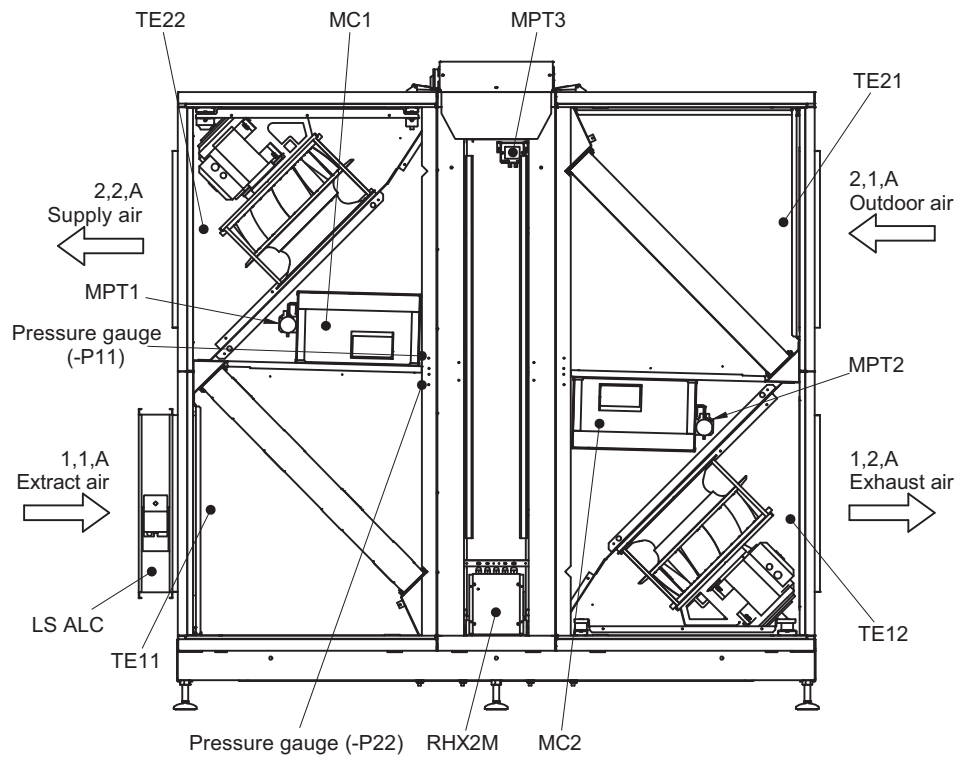 TE22
MC1
MPT3
TE21
2,2,A
Supply air
2,1,A
Outdoor air
MPT1
Pressure gauge
(-P11)
MPT2
1,1,A
Extract air
1,2,A
Exhaust air
LS ALC
TE11
TE12
Pressure gauge (-P22)
RHX2M
MC2